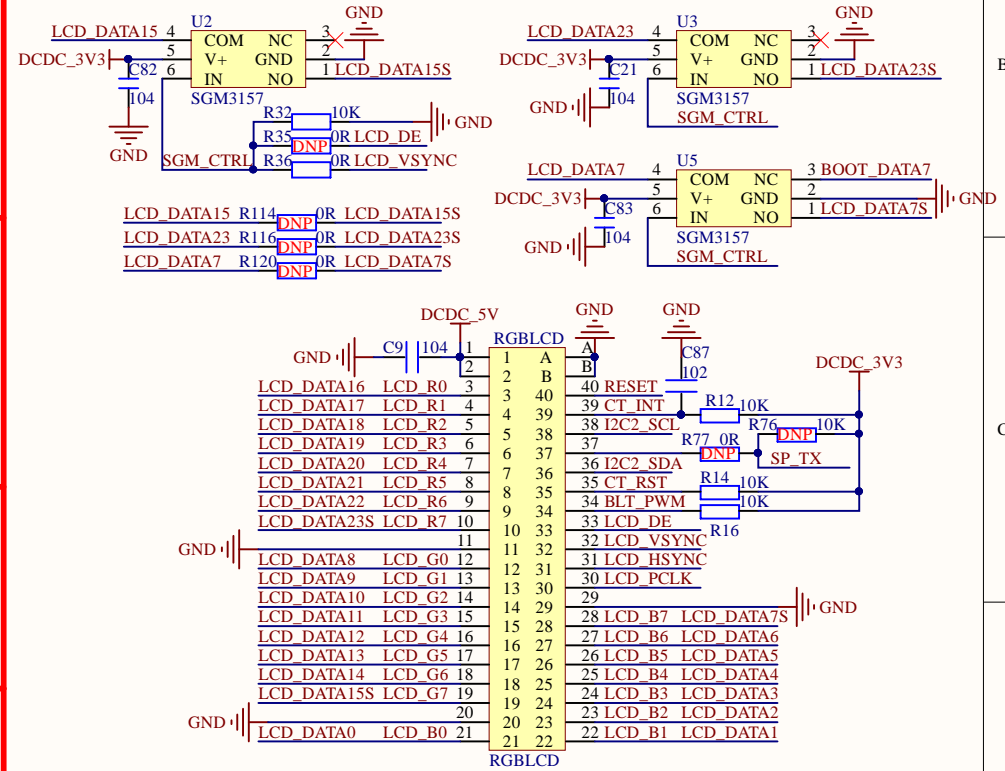 U2
GND
LCD_DATA15 4 COM NC 3
DCDC_3V3 5 V+ GND 2
C82 6 IN NO 1 LCD_DATA15S
104 SGM3157
GND
R32 10K GND
R35 DNP 0R LCD_DE
SGM_CTRL R36 0R LCD_VSYNC
LCD_DATA15 R114 DNP 0R LCD_DATA15S
LCD_DATA23 R116 DNP 0R LCD_DATA23S
LCD_DATA7 R120 DNP 0R LCD_DATA7S
U3
GND
B
LCD_DATA23 4 COM NC 3
DCDC_3V3 5 V+ GND 2
C21 6 IN NO 1 LCD_DATA23S
GND 104 SGM3157
SGM_CTRL
U5
LCD_DATA7 4 COM NC 3 BOOT_DATA7
DCDC_3V3 5 V+ GND 2 GND
C83 6 IN NO 1 LCD_DATA7S
GND 104 SGM3157
SGM_CTRL
DCDC_5V
GND
GND
RGBLCD
GND C9 104 1 1 A A
2 2 B B
C87
102
DCDC_3V3
LCD_DATA16 LCD_R0 3 3 40 40 RESET
LCD_DATA17 LCD_R1 4 4 39 39 CT_INT R12 10K
LCD_DATA18 LCD_R2 5 5 38 38 I2C2_SCL R76 DNP 10K
C
LCD_DATA19 LCD_R3 6 6 37 37 R77 0R DNP SP_TX
LCD_DATA20 LCD_R4 7 7 36 36 I2C2_SDA
LCD_DATA21 LCD_R5 8 8 35 35 CT_RST R14 10K
LCD_DATA22 LCD_R6 9 9 34 34 BLT_PWM R16 10K
LCD_DATA23S LCD_R7 10 10 33 33 LCD_DE
GND 11 11 32 32 LCD_VSYNC
LCD_DATA8 LCD_G0 12 12 31 31 LCD_HSYNC
LCD_DATA9 LCD_G1 13 13 30 30 LCD_PCLK
LCD_DATA10 LCD_G2 14 14 29 29 GND
LCD_DATA11 LCD_G3 15 15 28 28 LCD_B7 LCD_DATA7S
LCD_DATA12 LCD_G4 16 16 27 27 LCD_B6 LCD_DATA6
LCD_DATA13 LCD_G5 17 17 26 26 LCD_B5 LCD_DATA5
LCD_DATA14 LCD_G6 18 18 25 25 LCD_B4 LCD_DATA4
LCD_DATA15S LCD_G7 19 19 24 24 LCD_B3 LCD_DATA3
GND 20 20 23 23 LCD_B2 LCD_DATA2
LCD_DATA0 LCD_B0 21 21 22 22 LCD_B1 LCD_DATA1
RGBLCD